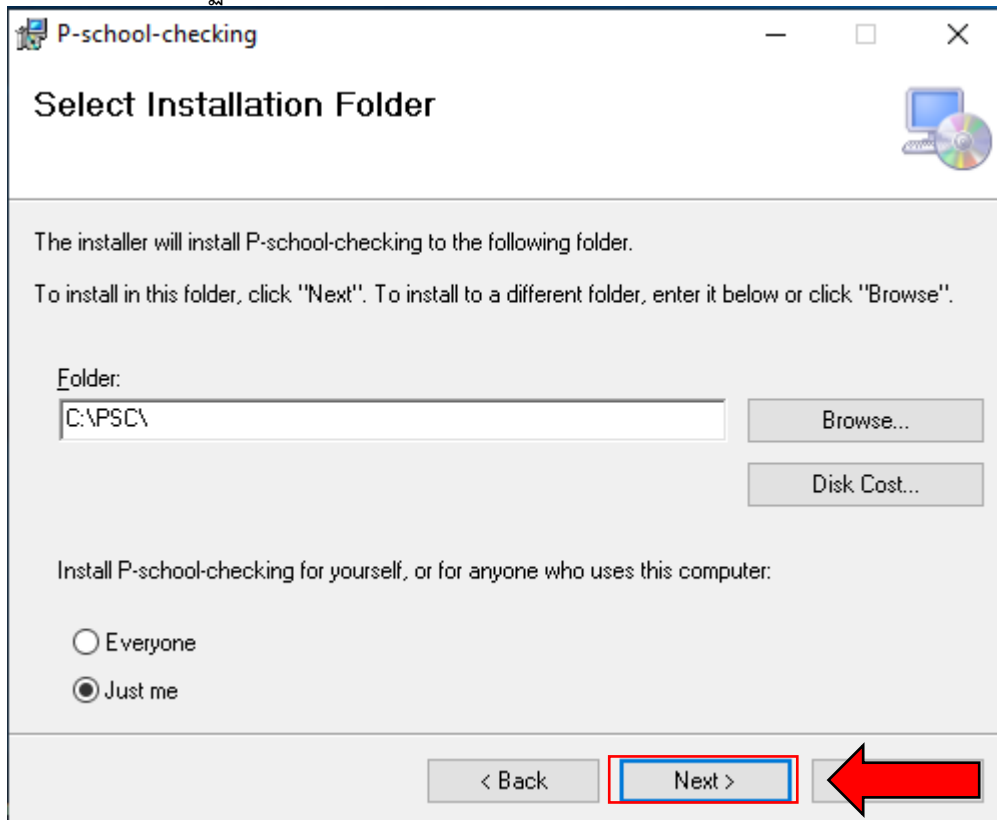 P-school-checking
Select Installation Folder
The installer will install P-school-checking to the following folder.
To install in this folder, click "Next". To install to a different folder, enter it below or click "Browse".
Folder:
C:\PSC\
Browse...
Disk Cost...
Install P-school-checking for yourself, or for anyone who uses this computer:
Everyone
Just me
< Back
Next >